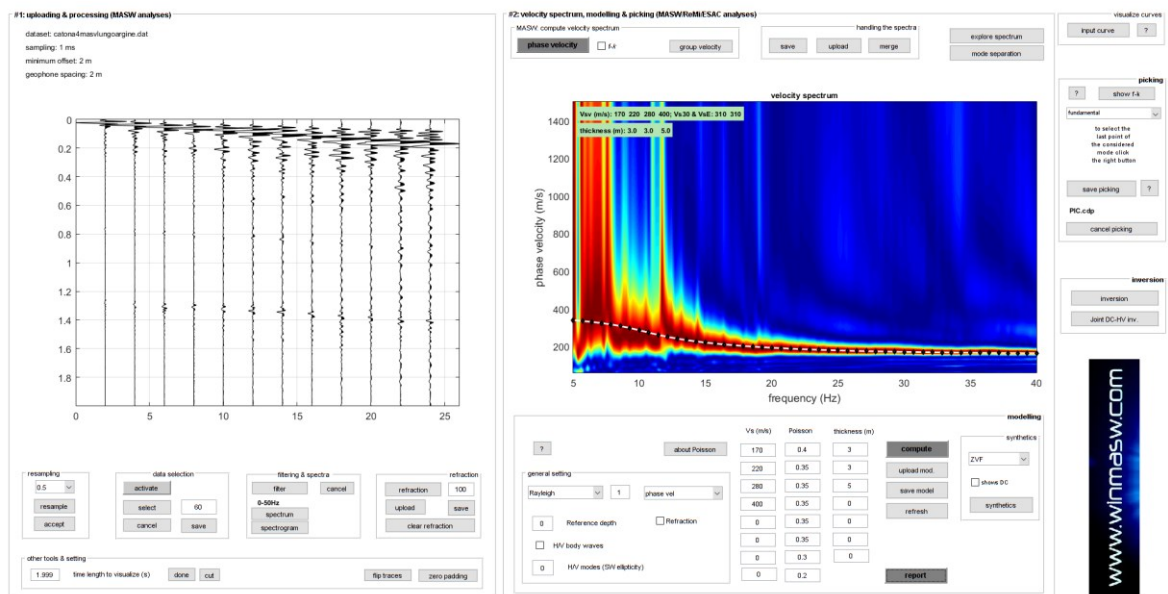 #1: uploading & processing (MASW analyses)
dataset: catona4masvlungoargine.dat
sampling: 1 ms
minimum offset: 2 m
geophone spacing: 2 m
0
0.2
0.4
0.6
0.8
1
1.2
1.4
1.6
1.8
0 5 10 15 20 25
resampling
0.5
resample
accept
data selection
activate
select 60
cancel save
filtering & spectra
filter cancel
0-50Hz
spectrum
spectrogram
refraction
refraction 100
upload save
clear refraction
other tools & setting
1.999 time length to visualize (s) done cut flip traces zero padding
#2: velocity spectrum, modelling & picking (MASW/ReMi/ESAC analyses)
MASW: compute velocity spectrum
phase velocity f-k group velocity
handling the spectra
save upload merge
explore spectrum
mode separation
velocity spectrum
Vsv (m/s): 170 220 280 400; Vs30 & VsE: 310 310
thickness (m): 3.0 3.0 5.0
phase velocity (m/s)
1400
1200
1000
800
600
400
200
5 10 15 20 25 30 35 40
frequency (Hz)
modelling
? about Poisson
general setting
Rayleigh 1 phase vel
0 Reference depth Refraction
H/V body waves
0 H/V modes (SW ellipticity)
Vs (m/s) Poisson thickness (m)
170 0.4 3
220 0.35 3
280 0.35 5
400 0.35 0
0 0.35 0
0 0.35 0
0 0.3 0
0 0.2
compute
upload mod.
save model
refresh
report
synthetics
ZVF
shows DC
synthetics
visualize curves
input curve ?
picking
? show f-k
fundamental
to select the
last point of
the considered
mode click
the right button
save picking ?
PIC.cdp
cancel picking
inversion
inversion
Joint DC-HV inv.
www.winmasw.com